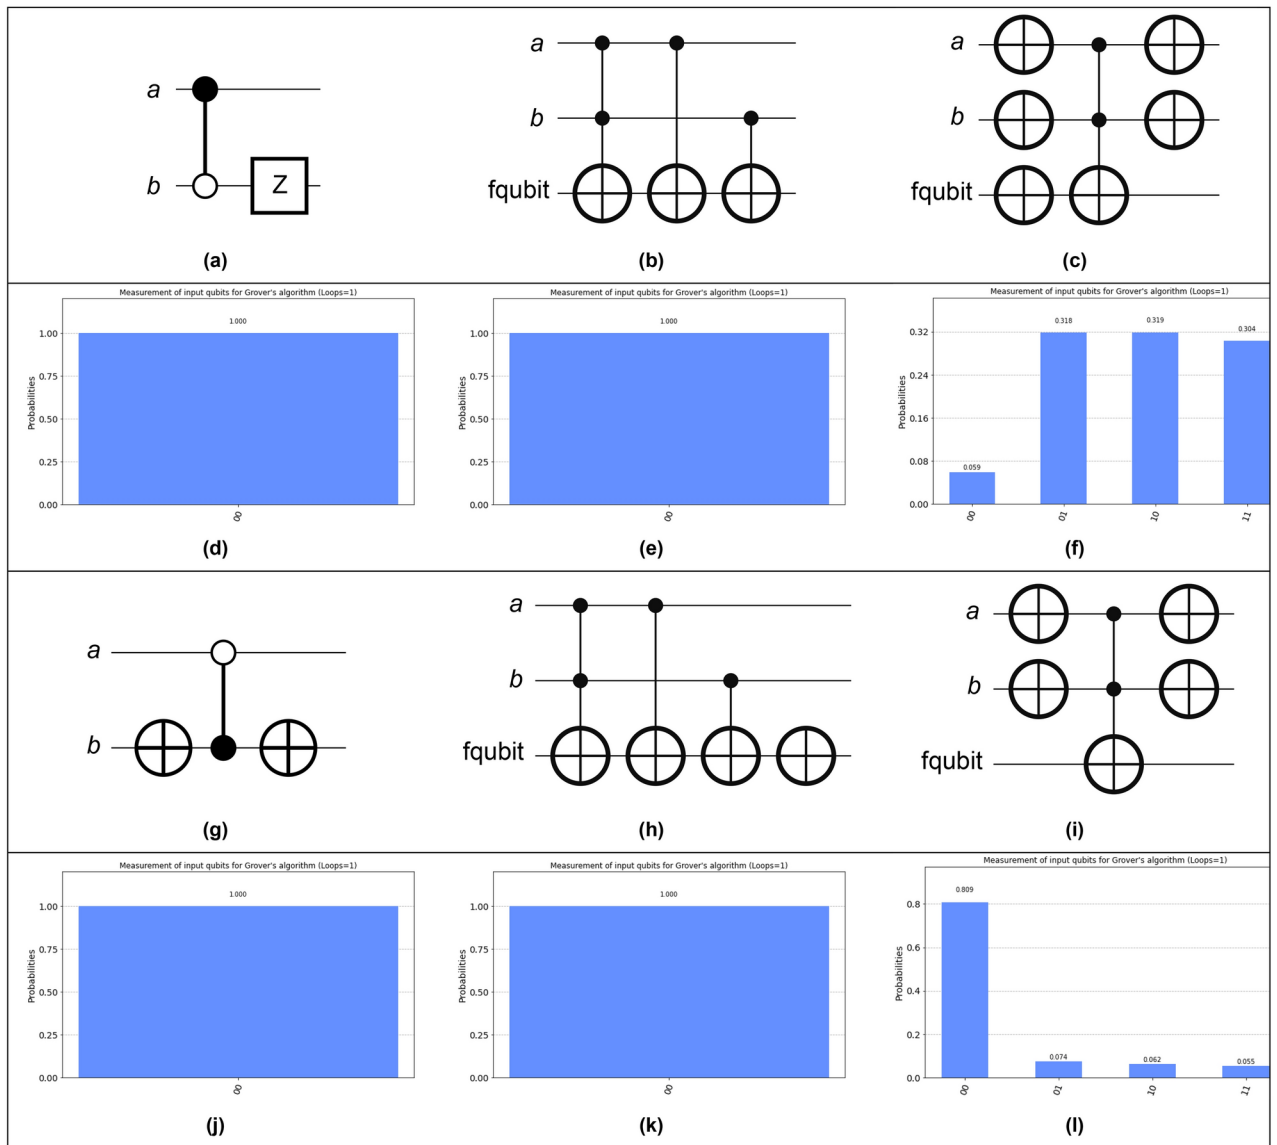 a
b
Z
(a)
a
b
fqubit
(b)
a
b
fqubit
(c)
Measurement of input qubits for Grover's algorithm (Loops=1)
1.000
1.00
0.75
0.50
0.25
0.00
Probabilities
00
(d)
Measurement of input qubits for Grover's algorithm (Loops=1)
1.000
1.00
0.75
0.50
0.25
0.00
Probabilities
00
(e)
Measurement of input qubits for Grover's algorithm (Loops=1)
0.32
0.24
0.16
0.08
0.00
Probabilities
0.059
0.318
0.319
0.304
00
01
10
11
(f)
a
b
(g)
a
b
fqubit
(h)
a
b
fqubit
(i)
Measurement of input qubits for Grover's algorithm (Loops=1)
1.000
1.00
0.75
0.50
0.25
0.00
Probabilities
00
(j)
Measurement of input qubits for Grover's algorithm (Loops=1)
1.000
1.00
0.75
0.50
0.25
0.00
Probabilities
00
(k)
Measurement of input qubits for Grover's algorithm (Loops=1)
0.8
0.6
0.4
0.2
0.0
Probabilities
0.809
0.074
0.062
0.055
00
01
10
11
(l)